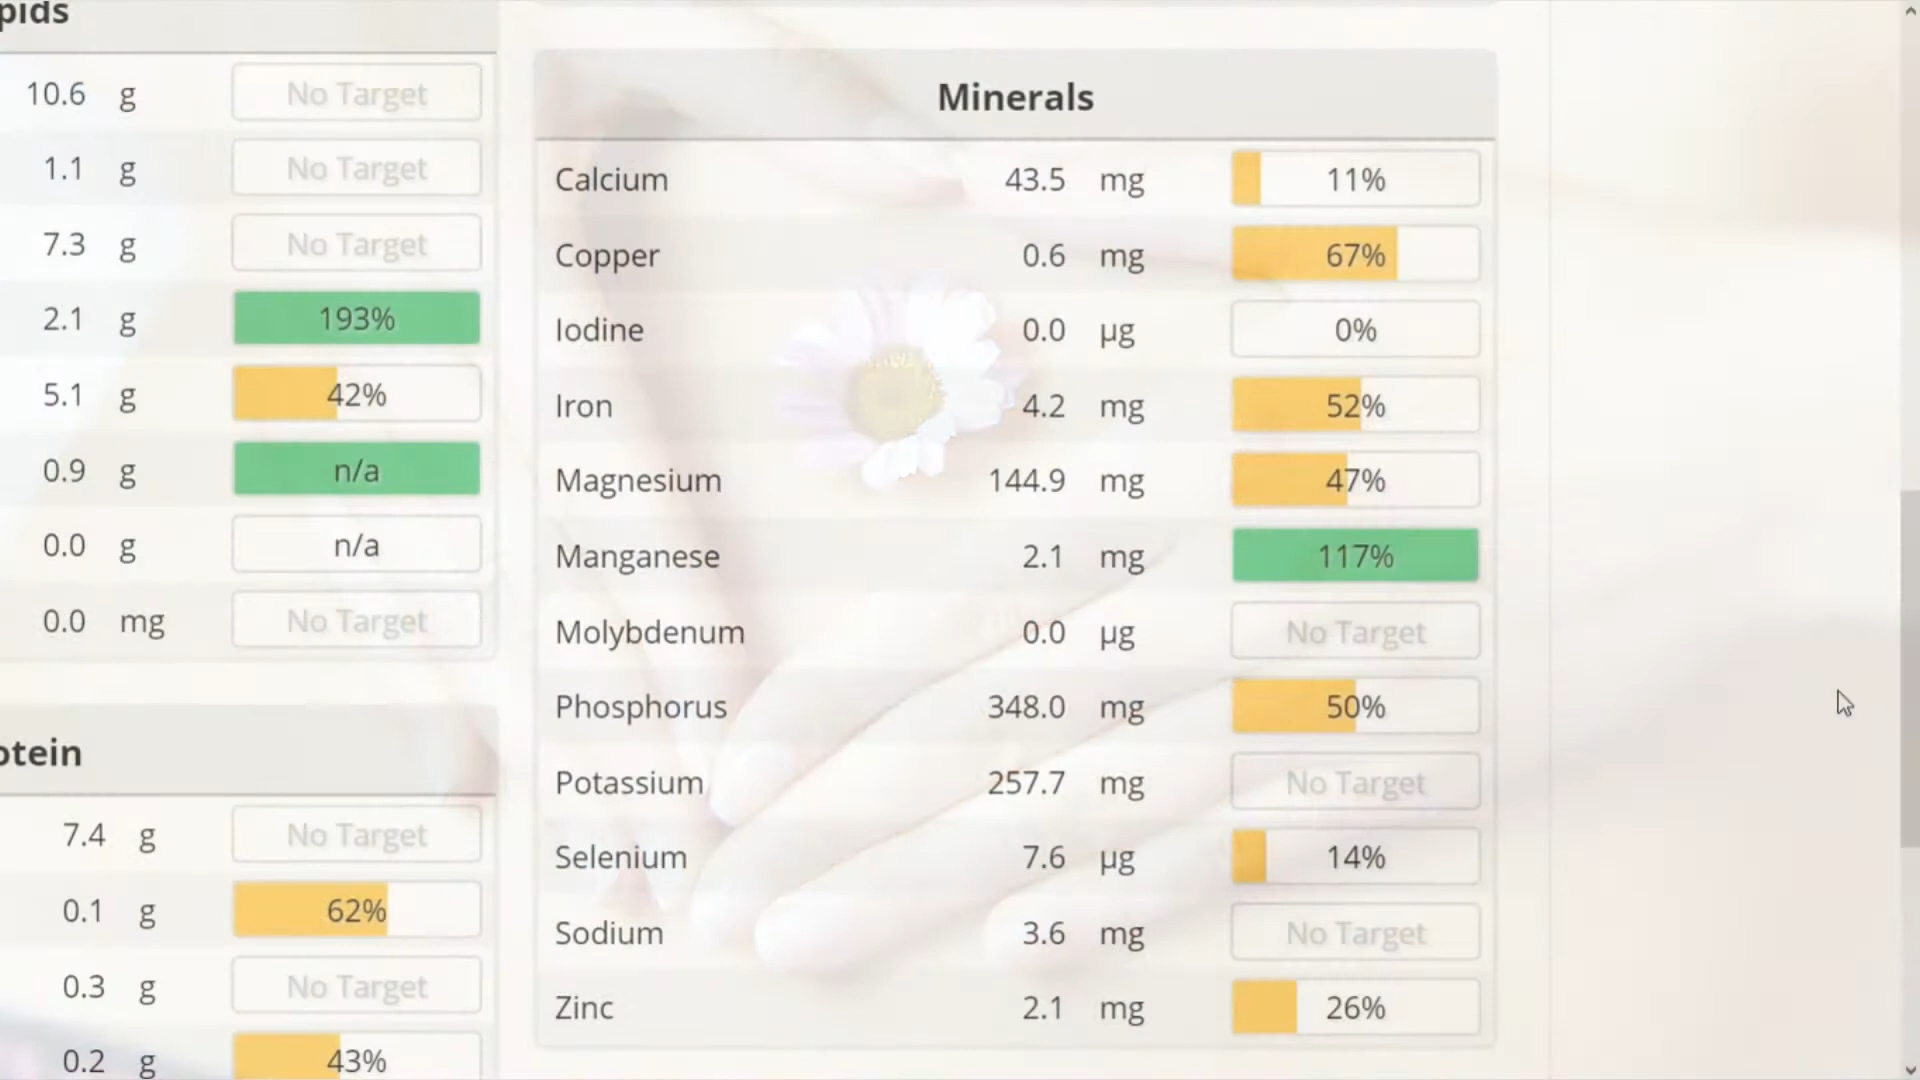 pids
10.6 g No Target
1.1 g No Target
7.3 g No Target
2.1 g 193%
5.1 g 42%
0.9 g n/a
0.0 g n/a
0.0 mg No Target
otein
7.4 g No Target
0.1 g 62%
0.3 g No Target
0.2 g 43%
Minerals
Calcium 43.5 mg 11%
Copper 0.6 mg 67%
Iodine 0.0 µg 0%
Iron 4.2 mg 52%
Magnesium 144.9 mg 47%
Manganese 2.1 mg 117%
Molybdenum 0.0 µg No Target
Phosphorus 348.0 mg 50%
Potassium 257.7 mg No Target
Selenium 7.6 µg 14%
Sodium 3.6 mg No Target
Zinc 2.1 mg 26%